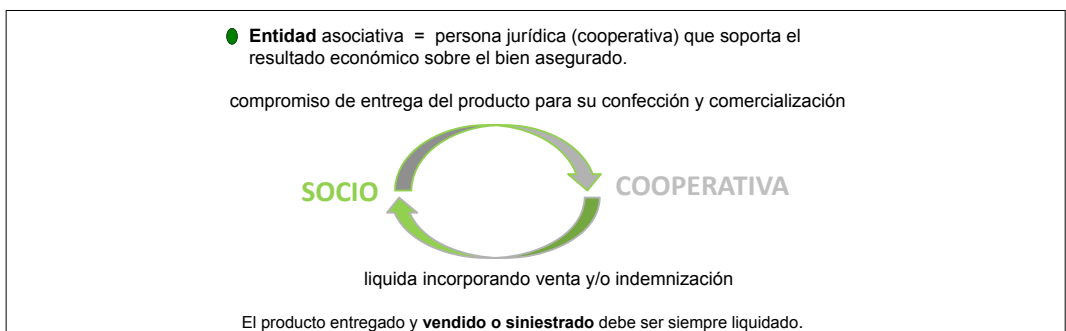 Entidad asociativa = persona jurídica (cooperativa) que soporta el
resultado económico sobre el bien asegurado.
compromiso de entrega del producto para su confección y comercialización
SOCIO
COOPERATIVA
liquida incorporando venta y/o indemnización
El producto entregado y vendido o siniestrado debe ser siempre liquidado.